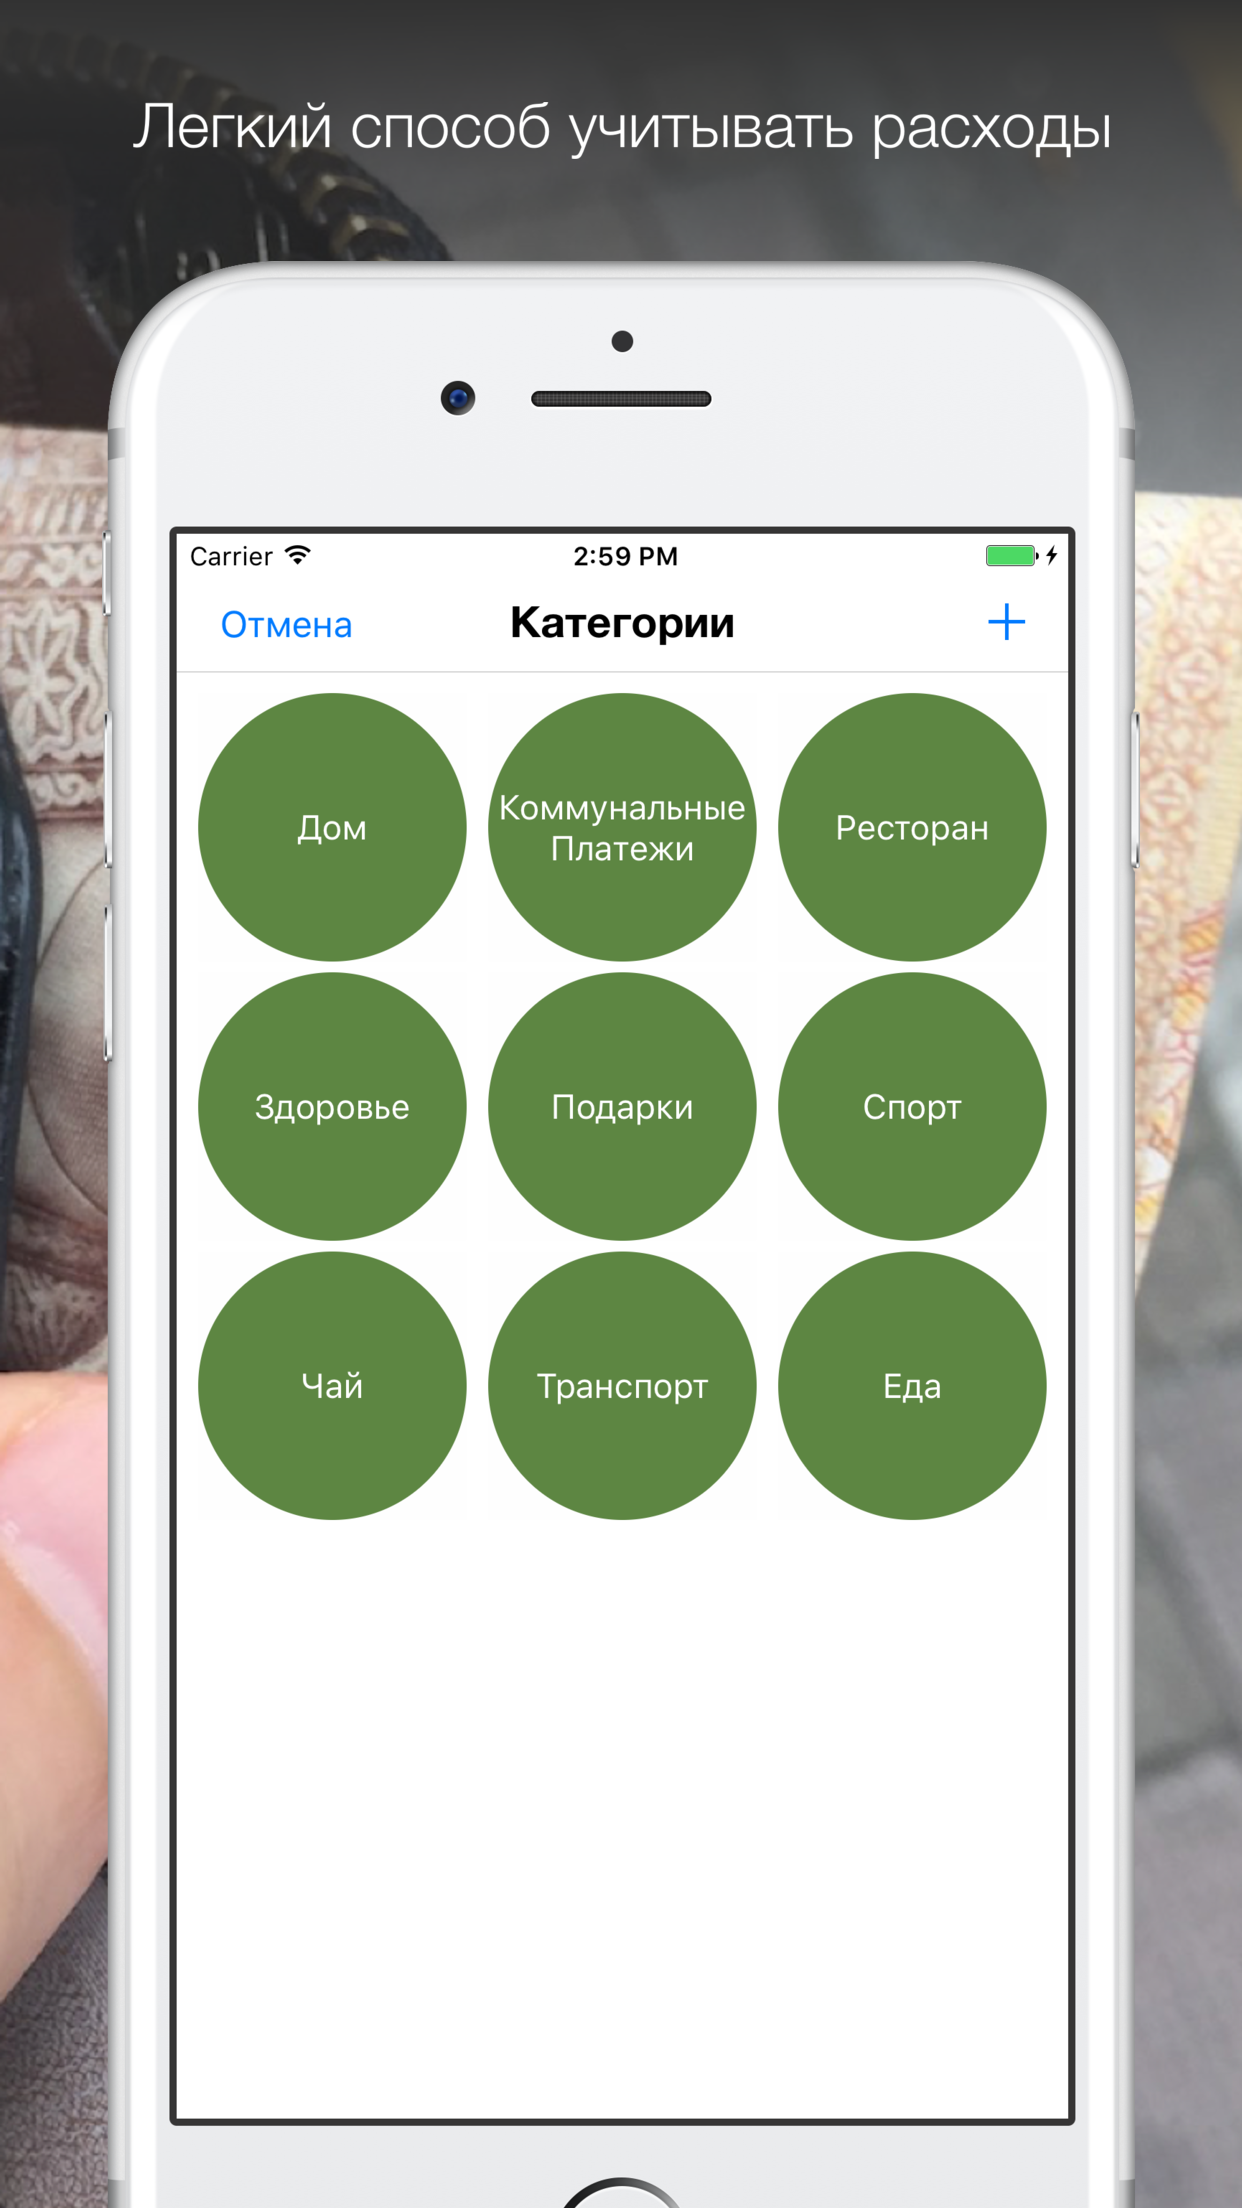 Легкий способ учитывать расходы
Carrier 2:59 PM
Отмена Категории +
Дом
Коммунальные
Платежи
Ресторан
Здоровье
Подарки
Спорт
Чай
Транспорт
Еда